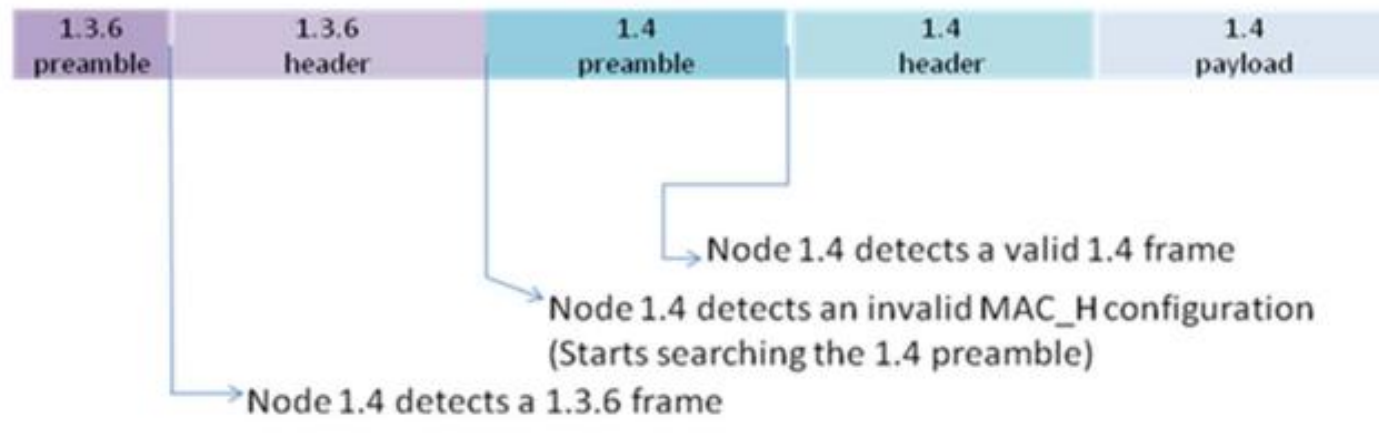 1.3.6 preamble
1.3.6 header
1.4 preamble
1.4 header
1.4 payload
Node 1.4 detects a valid 1.4 frame
Node 1.4 detects an invalid MAC_H configuration
(Starts searching the 1.4 preamble)
Node 1.4 detects a 1.3.6 frame